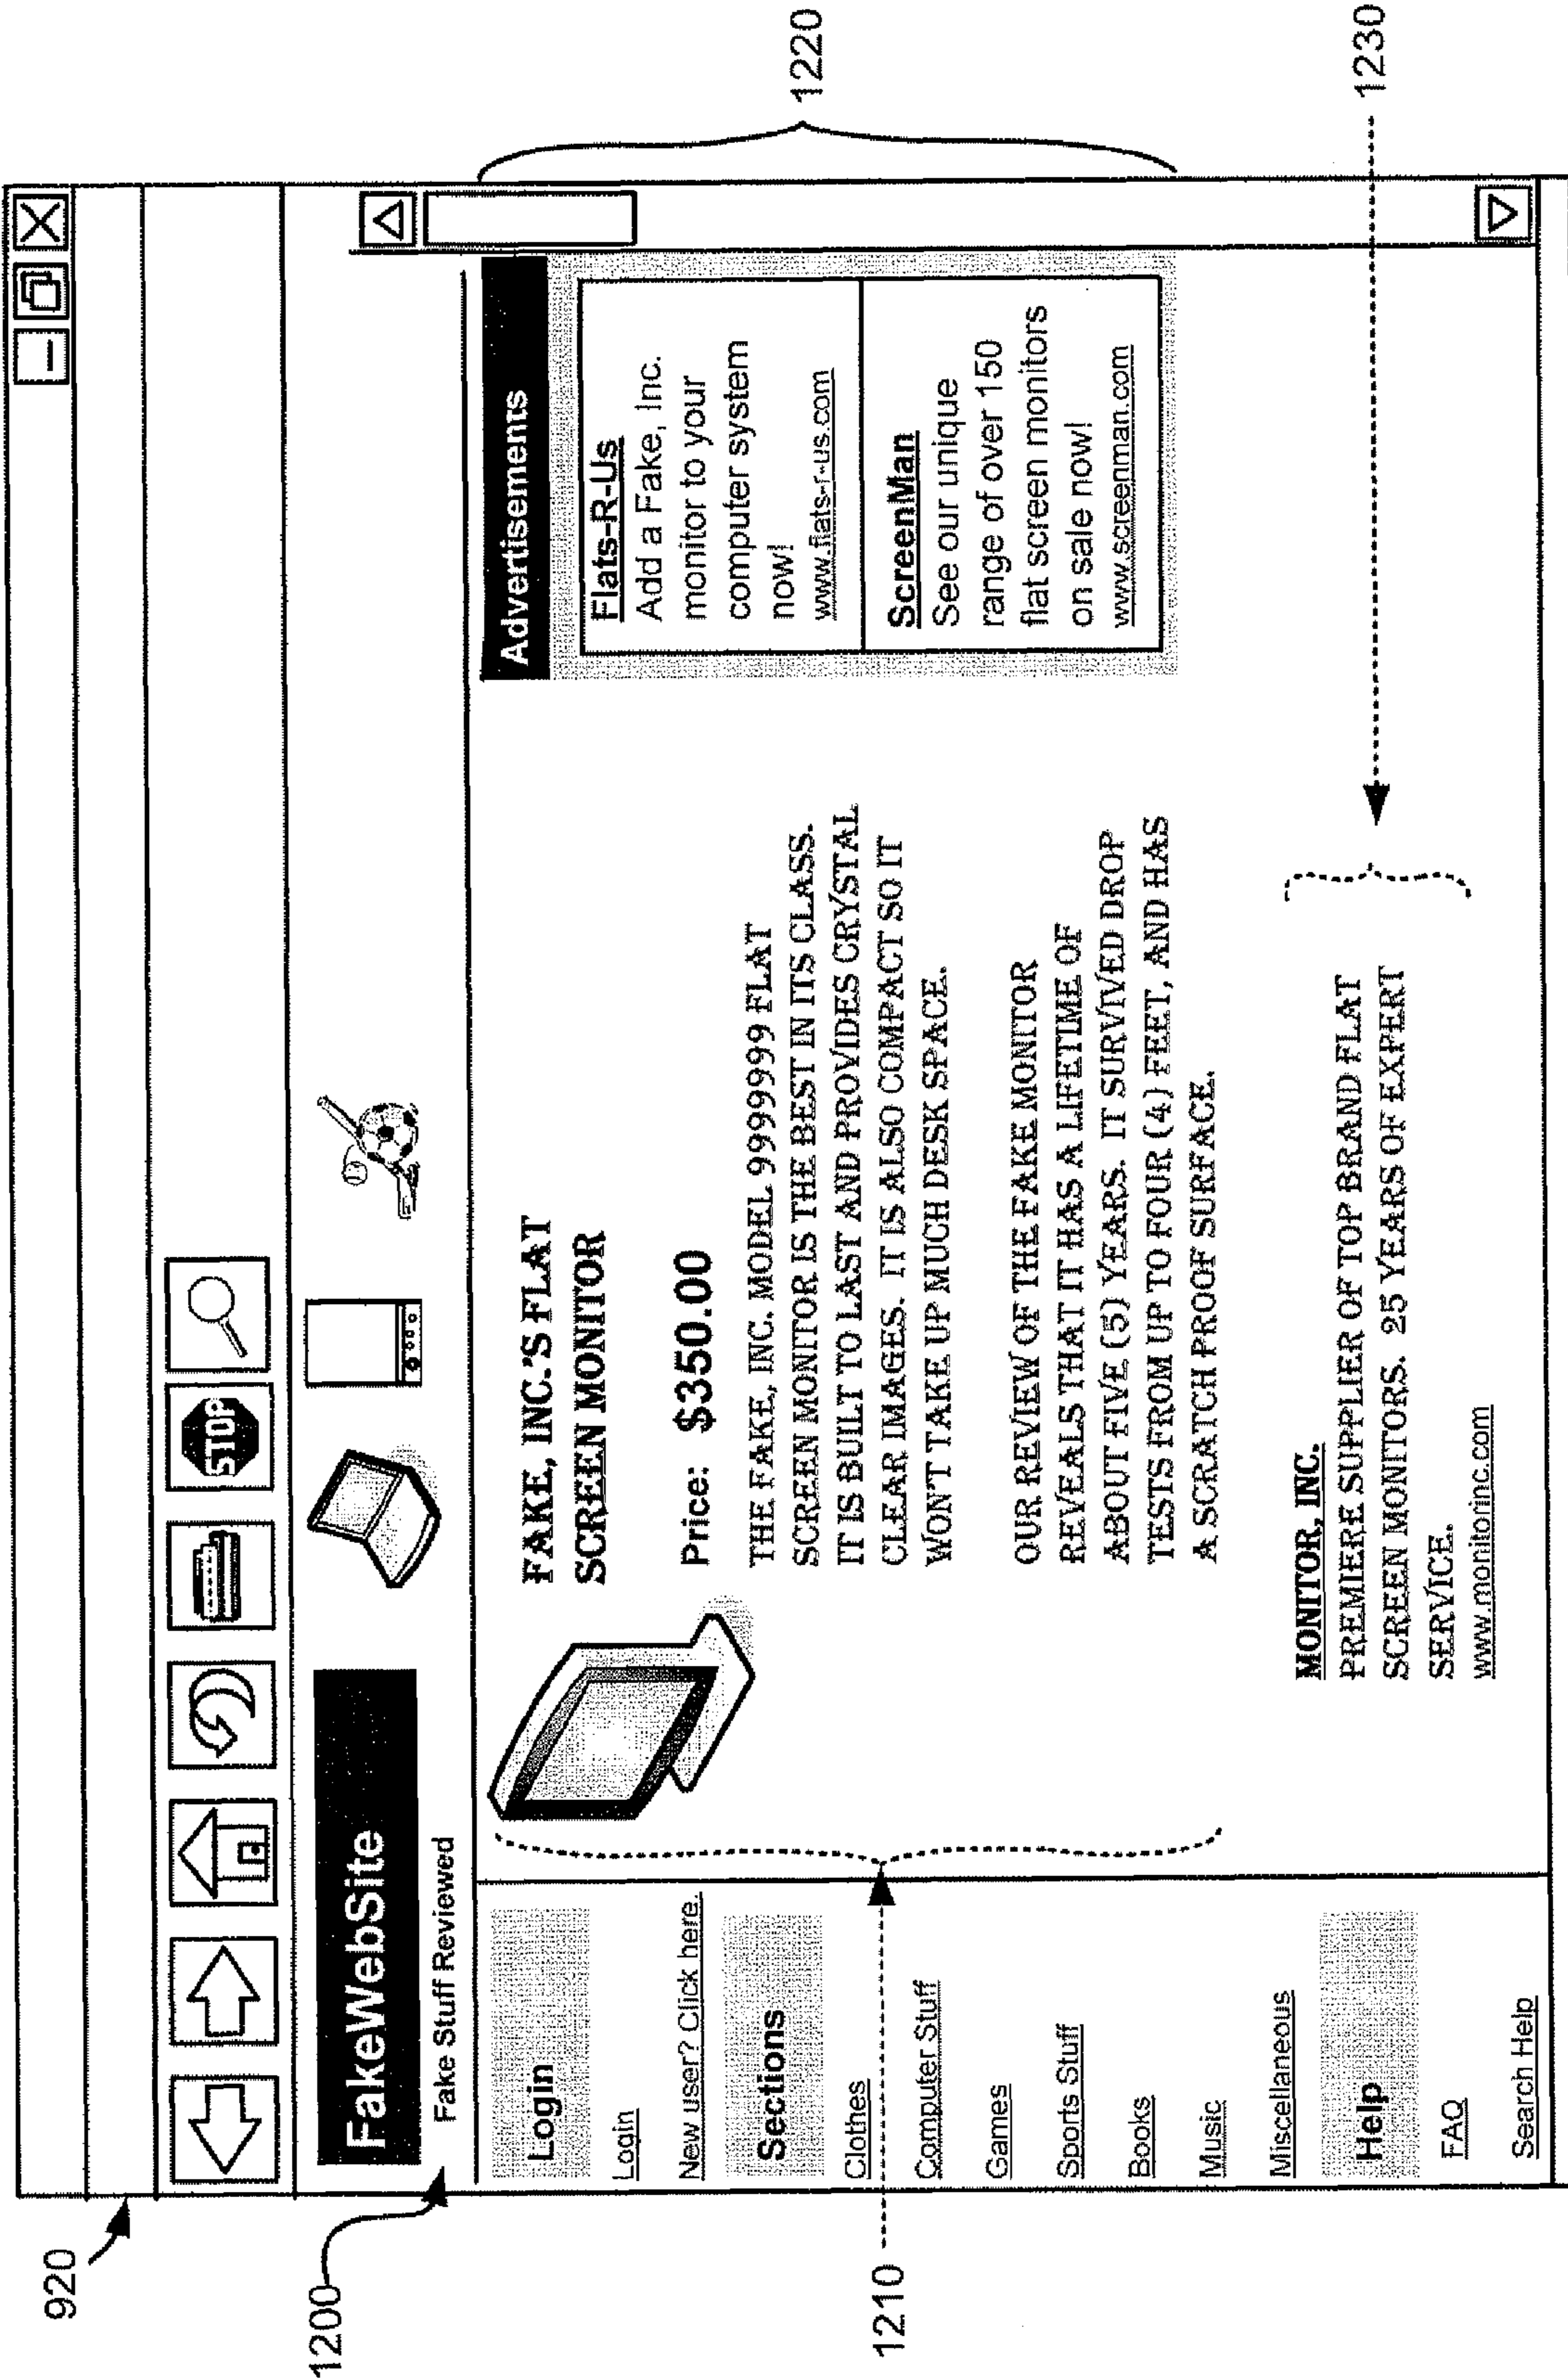 920
1200
STOP
FakeWebSite
Fake Stuff Reviewed
Login
Login
New user? Click here.
Sections
Clothes
Computer Stuff
Games
Sports Stuff
Books
Music
Miscellaneous
Help
FAQ
Search Help
1210
FAKE, INC.'S FLAT
SCREEN MONITOR
Price: $350.00
THE FAKE, INC. MODEL 9999999 FLAT
SCREEN MONITOR IS THE BEST IN ITS CLASS.
IT IS BUILT TO LAST AND PROVIDES CRYSTAL
CLEAR IMAGES. IT IS ALSO COMPACT SO IT
WON'T TAKE UP MUCH DESK SPACE.
OUR REVIEW OF THE FAKE MONITOR
REVEALS THAT IT HAS A LIFETIME OF
ABOUT FIVE (5) YEARS. IT SURVIVED DROP
TESTS FROM UP TO FOUR (4) FEET, AND HAS
A SCRATCH PROOF SURFACE.
MONITOR, INC.
PREMIERE SUPPLIER OF TOP BRAND FLAT
SCREEN MONITORS. 25 YEARS OF EXPERT
SERVICE.
www.monitorinc.com
Advertisements
Flats-R-Us
Add a Fake, Inc.
monitor to your
computer system
now!
www.flats-r-us.com
ScreenMan
See our unique
range of over 150
flat screen monitors
on sale now!
www.screenman.com
1220
1230